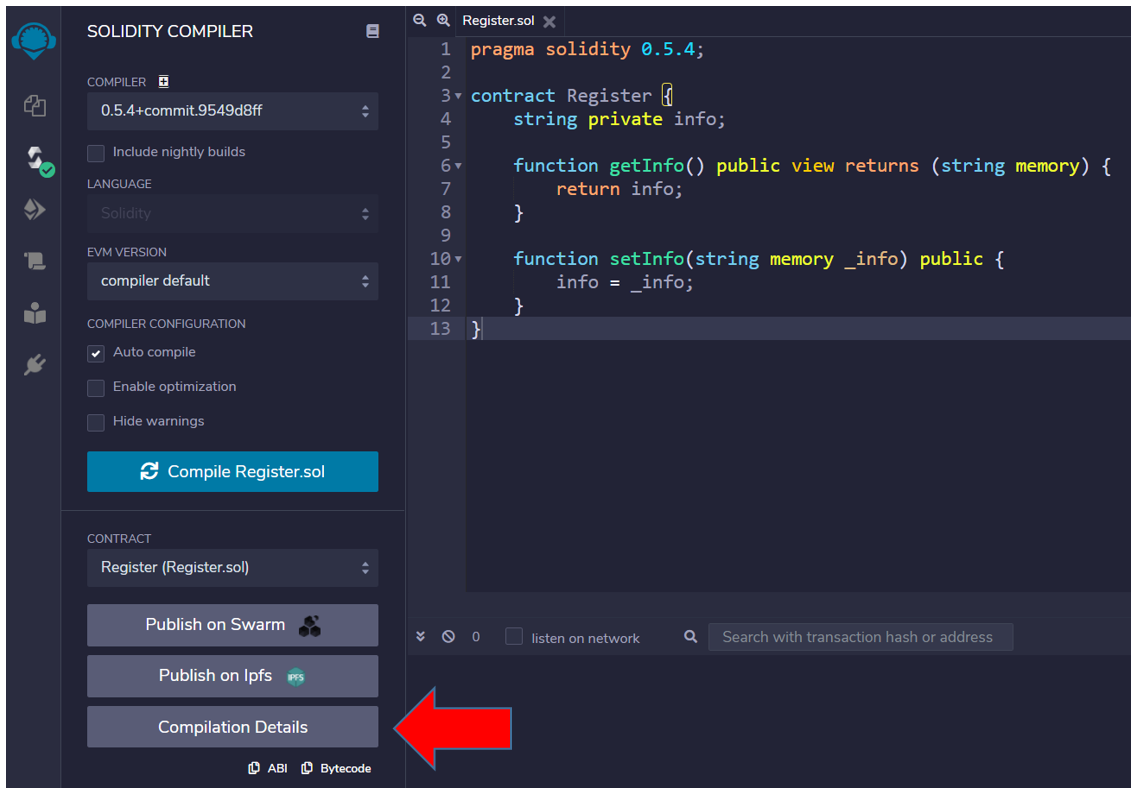 SOLIDITY COMPILER
COMPILER
0.5.4+commit.9549d8ff
Include nightly builds
LANGUAGE
Solidity
EVM VERSION
compiler default
COMPILER CONFIGURATION
Auto compile
Enable optimization
Hide warnings
Compile Register.sol
CONTRACT
Register (Register.sol)
Publish on Swarm
Publish on Ipfs IPFS
Compilation Details
ABI Bytecode
Register.sol
1 pragma solidity 0.5.4;
2
3 contract Register {
4     string private info;
5
6     function getInfo() public view returns (string memory) {
7         return info;
8     }
9
10     function setInfo(string memory _info) public {
11         info = _info;
12     }
13 }
0 listen on network Search with transaction hash or address